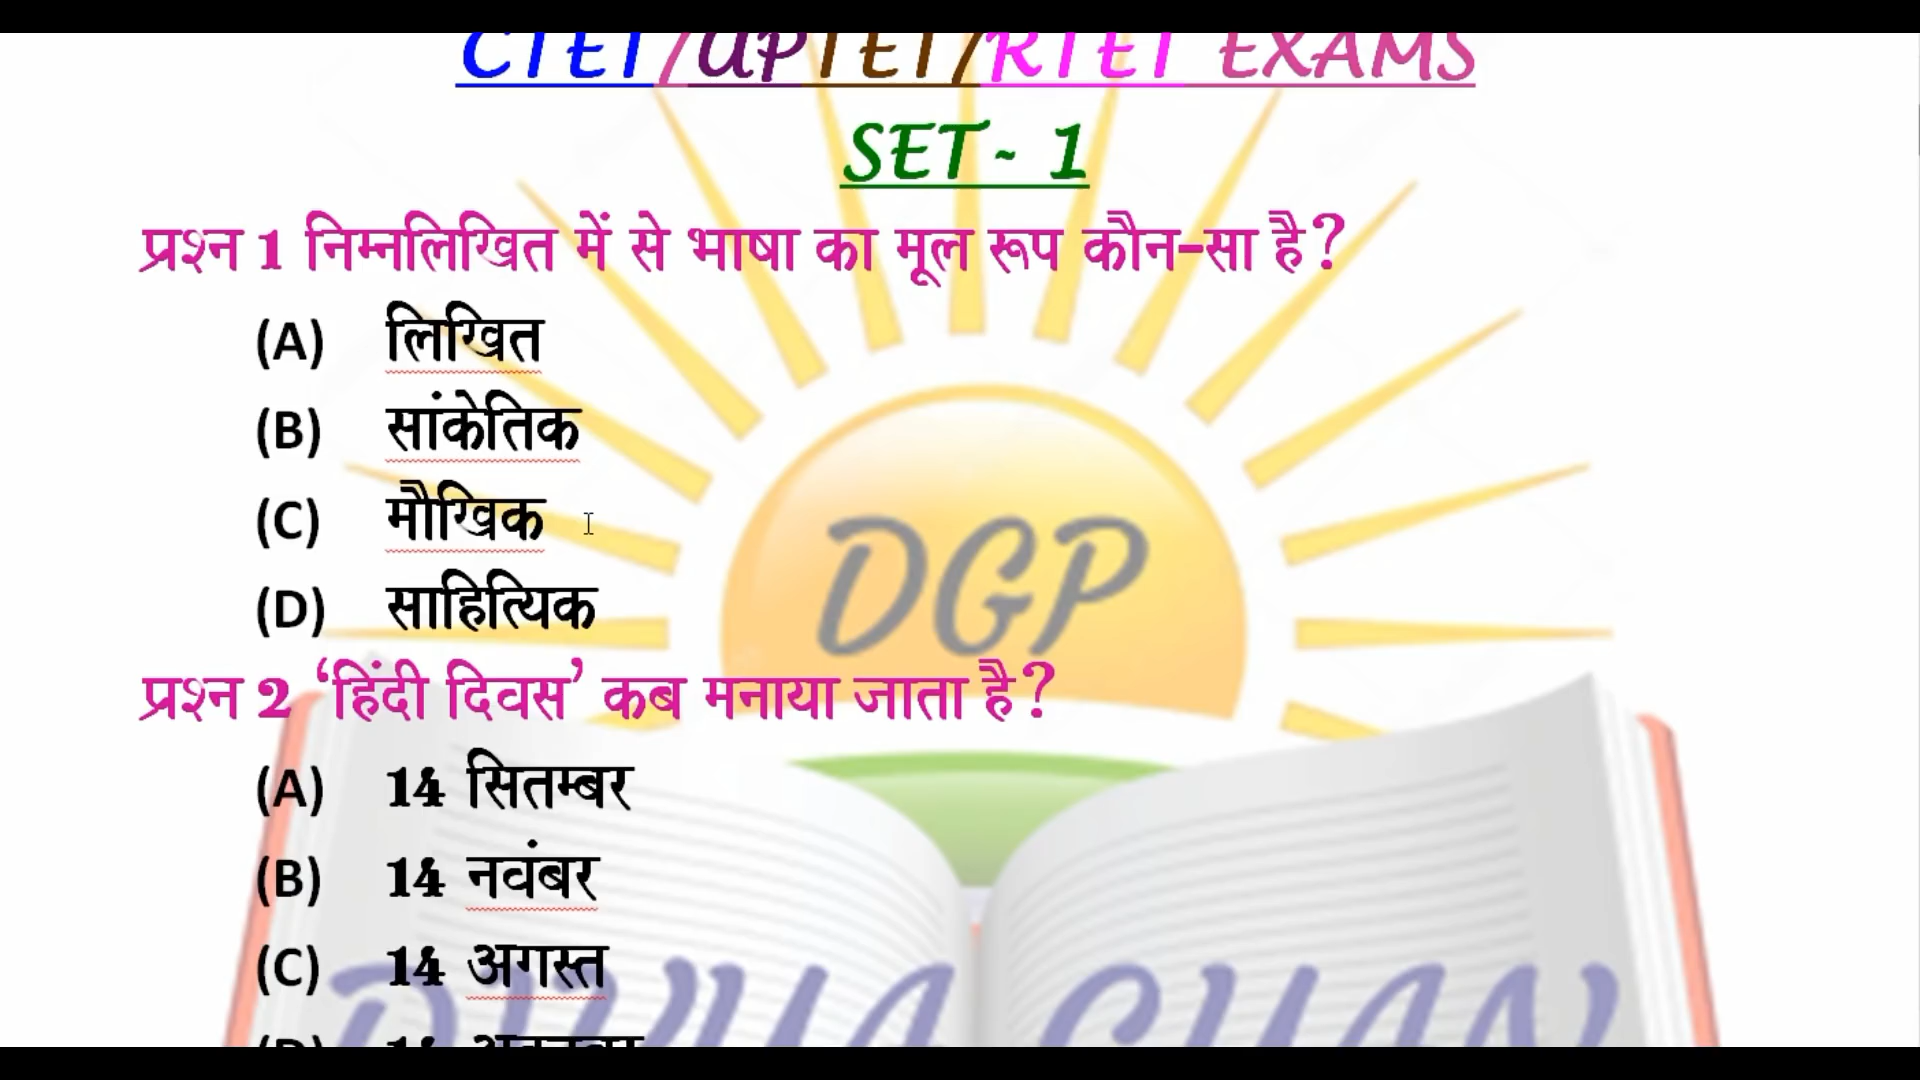 CTET/UPTET/RTET EXAMS
SET - 1
प्रश्न 1 निम्नलिखित में से भाषा का मूल रूप कौन-सा है?
(A) लिखित
(B) सांकेतिक
(C) मौखिक
(D) साहित्यिक
प्रश्न 2 ‘हिंदी दिवस’ कब मनाया जाता है?
(A) 14 सितम्बर
(B) 14 नवंबर
(C) 14 अगस्त
DGP